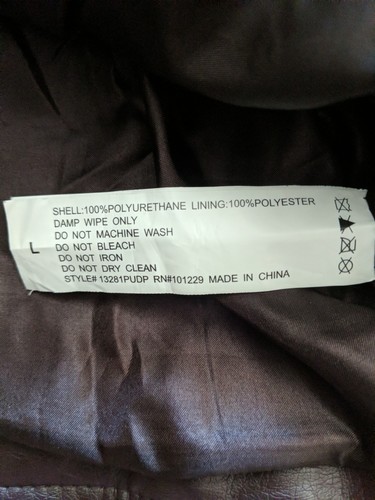 SHELL:100%POLYURETHANE LINING:100%POLYESTER
DAMP WIPE ONLY
DO NOT MACHINE WASH
L DO NOT BLEACH
DO NOT IRON
DO NOT DRY CLEAN
STYLE# 13281PUDP RN#101229 MADE IN CHINA